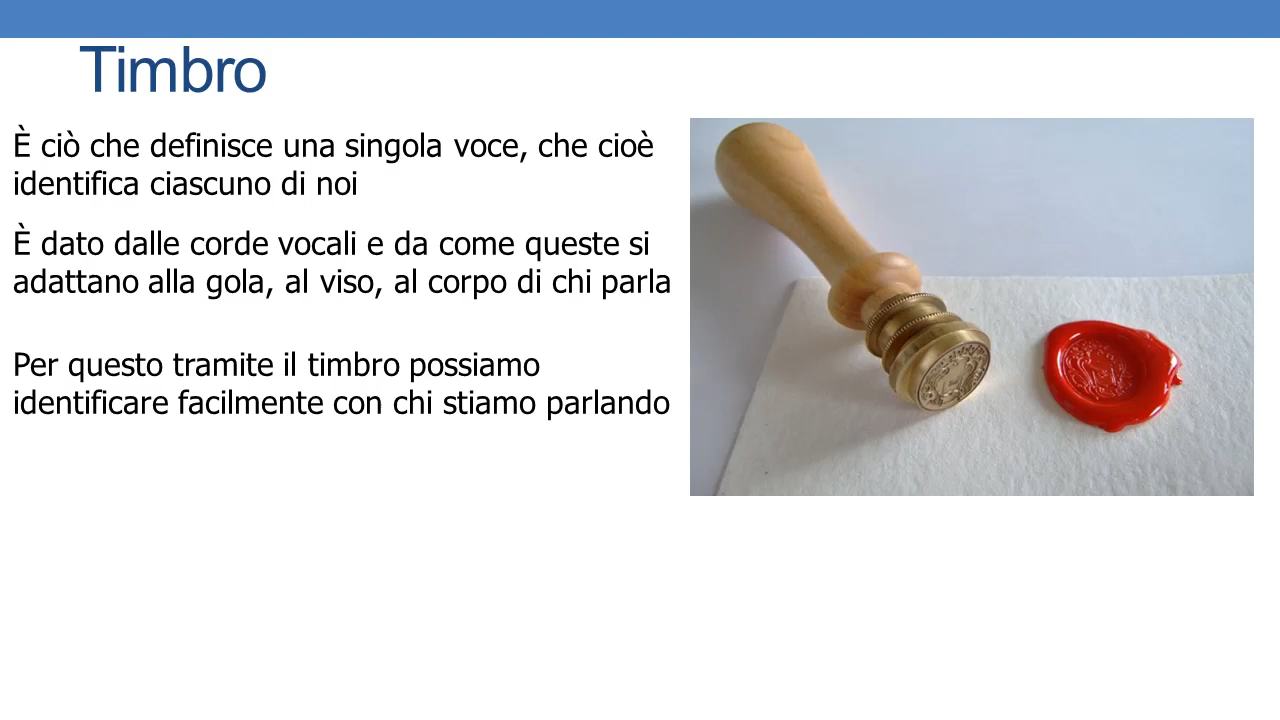 Timbro
È ciò che definisce una singola voce, che cioè
identifica ciascuno di noi
È dato dalle corde vocali e da come queste si
adattano alla gola, al viso, al corpo di chi parla
Per questo tramite il timbro possiamo
identificare facilmente con chi stiamo parlando